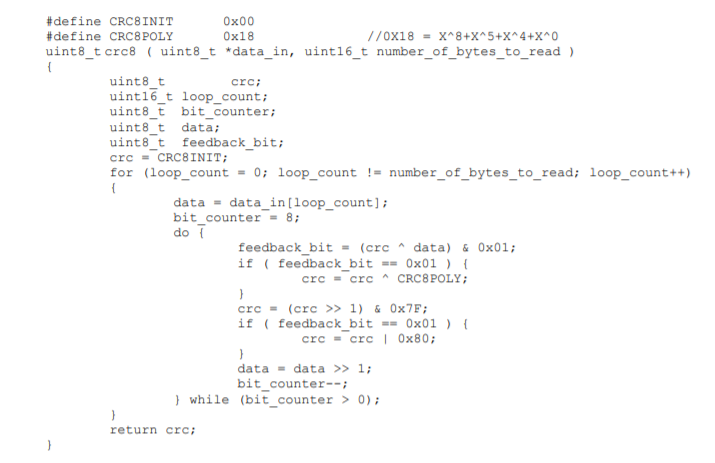 #define CRC8INIT 0x00
#define CRC8POLY 0x18 //0X18 = X^8+X^5+X^4+X^0
uint8_t crc8 ( uint8_t *data_in, uint16_t number_of_bytes_to_read )
{
uint8_t crc;
uint16_t loop_count;
uint8_t bit_counter;
uint8_t data;
uint8_t feedback_bit;
crc = CRC8INIT;
for (loop_count = 0; loop_count != number_of_bytes_to_read; loop_count++)
{
data = data_in[loop_count];
bit_counter = 8;
do {
feedback_bit = (crc ^ data) & 0x01;
if ( feedback_bit == 0x01 ) {
crc = crc ^ CRC8POLY;
}
crc = (crc >> 1) & 0x7F;
if ( feedback_bit == 0x01 ) {
crc = crc | 0x80;
}
data = data >> 1;
bit_counter--;
} while (bit_counter > 0);
}
return crc;
}